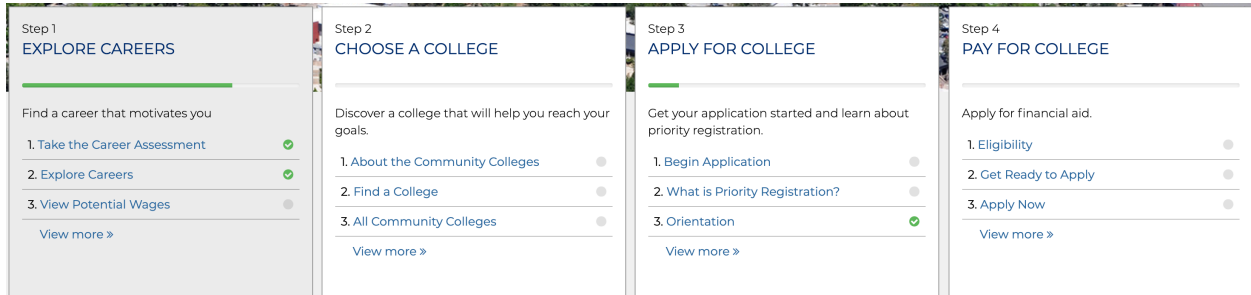 Step 1
EXPLORE CAREERS
Find a career that motivates you
1. Take the Career Assessment
2. Explore Careers
3. View Potential Wages
View more »
Step 2
CHOOSE A COLLEGE
Discover a college that will help you reach your
goals.
1. About the Community Colleges
2. Find a College
3. All Community Colleges
View more »
Step 3
APPLY FOR COLLEGE
Get your application started and learn about
priority registration.
1. Begin Application
2. What is Priority Registration?
3. Orientation
View more »
Step 4
PAY FOR COLLEGE
Apply for financial aid.
1. Eligibility
2. Get Ready to Apply
3. Apply Now
View more »